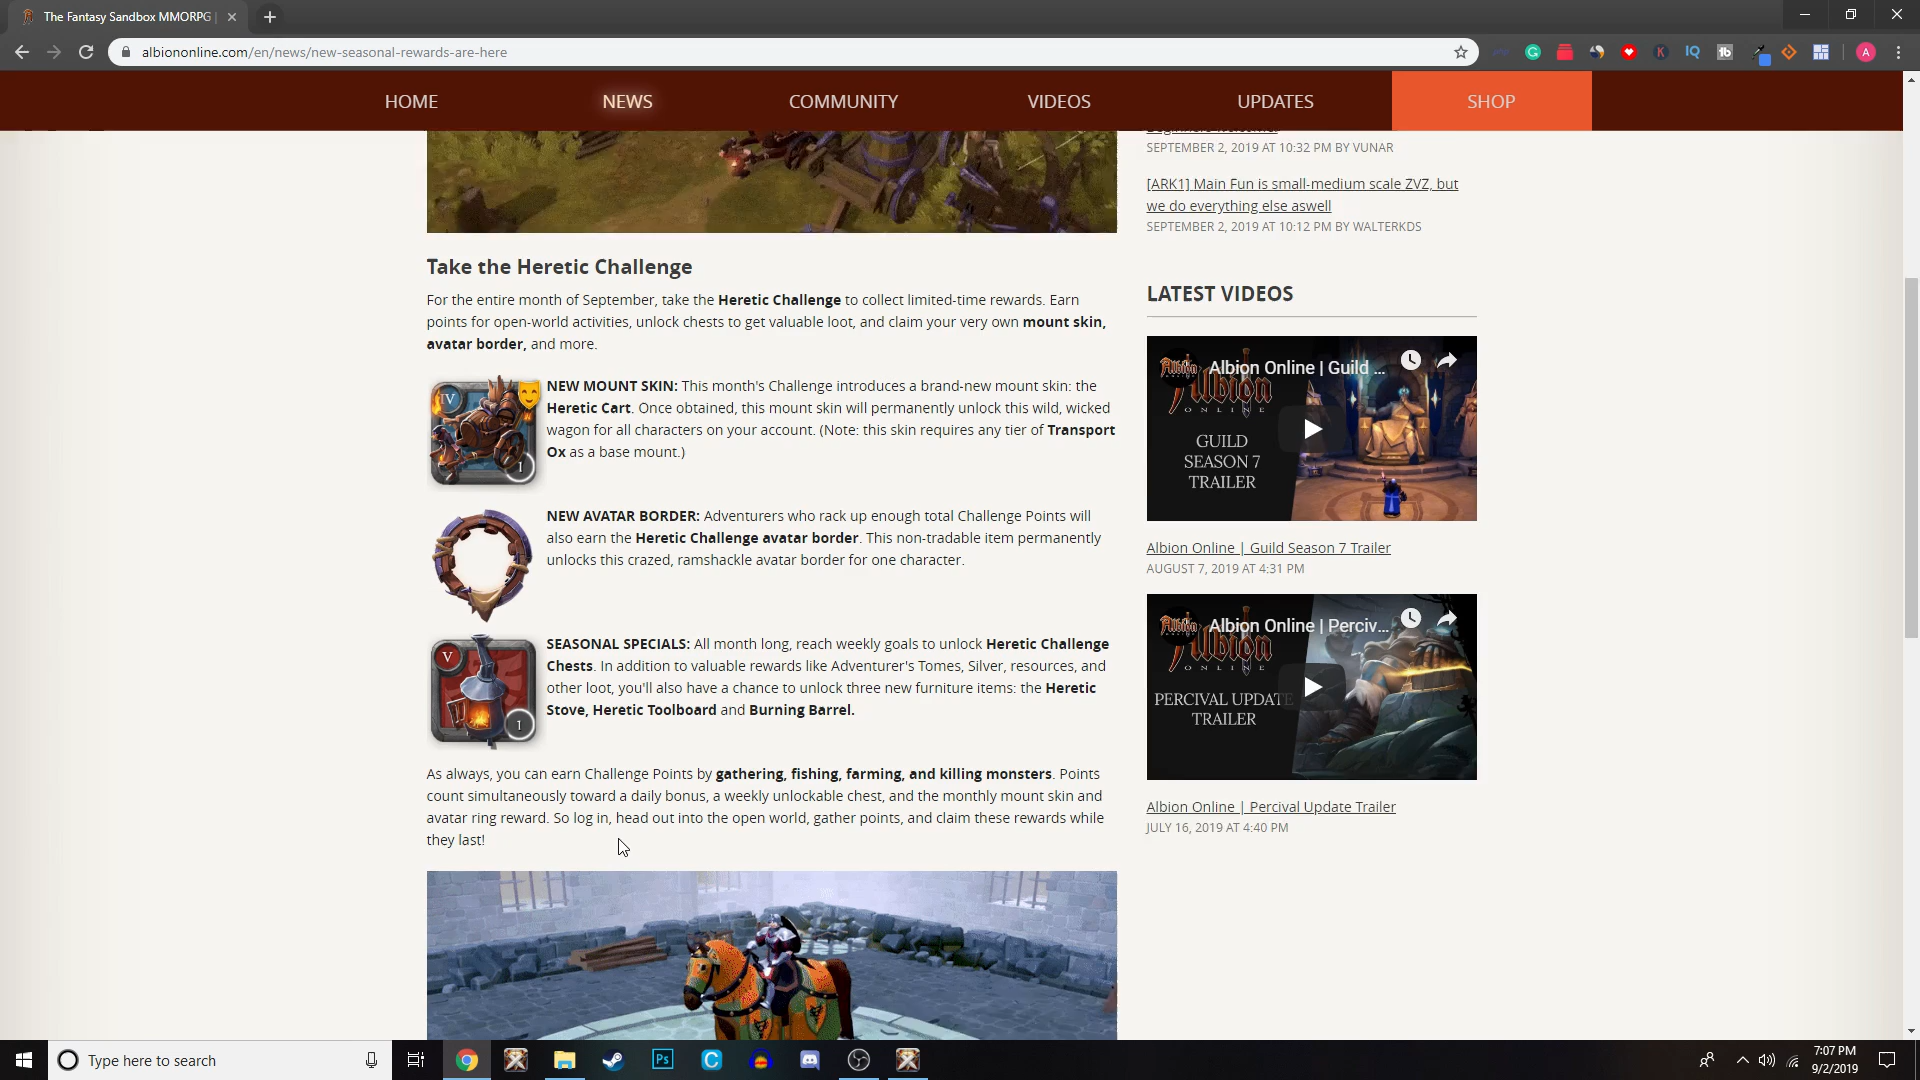 The Fantasy Sandbox MMORPG |
albiononline.com/en/news/new-seasonal-rewards-are-here
HOME
NEWS
COMMUNITY
VIDEOS
UPDATES
SHOP
SEPTEMBER 2, 2019 AT 10:32 PM BY VUNAR
[ARK1] Main Fun is small-medium scale ZVZ, but
we do everything else aswell
SEPTEMBER 2, 2019 AT 10:12 PM BY WALTERKDS
Take the Heretic Challenge
For the entire month of September, take the Heretic Challenge to collect limited-time rewards. Earn
points for open-world activities, unlock chests to get valuable loot, and claim your very own mount skin,
avatar border, and more.
IV
1
NEW MOUNT SKIN: This month's Challenge introduces a brand-new mount skin: the
Heretic Cart. Once obtained, this mount skin will permanently unlock this wild, wicked
wagon for all characters on your account. (Note: this skin requires any tier of Transport
Ox as a base mount.)
NEW AVATAR BORDER: Adventurers who rack up enough total Challenge Points will
also earn the Heretic Challenge avatar border. This non-tradable item permanently
unlocks this crazed, ramshackle avatar border for one character.
V
1
SEASONAL SPECIALS: All month long, reach weekly goals to unlock Heretic Challenge
Chests. In addition to valuable rewards like Adventurer's Tomes, Silver, resources, and
other loot, you'll also have a chance to unlock three new furniture items: the Heretic
Stove, Heretic Toolboard and Burning Barrel.
As always, you can earn Challenge Points by gathering, fishing, farming, and killing monsters. Points
count simultaneously toward a daily bonus, a weekly unlockable chest, and the monthly mount skin and
avatar ring reward. So log in, head out into the open world, gather points, and claim these rewards while
they last!
LATEST VIDEOS
Albion Online | Guild ...
Albion
ONLINE
GUILD
SEASON 7
TRAILER
Albion Online | Guild Season 7 Trailer
AUGUST 7, 2019 AT 4:31 PM
Albion Online | Perciv...
Albion
ONLINE
PERCIVAL UPDATE
TRAILER
Albion Online | Percival Update Trailer
JULY 16, 2019 AT 4:40 PM
Type here to search
Ps
C
7:07 PM
9/2/2019